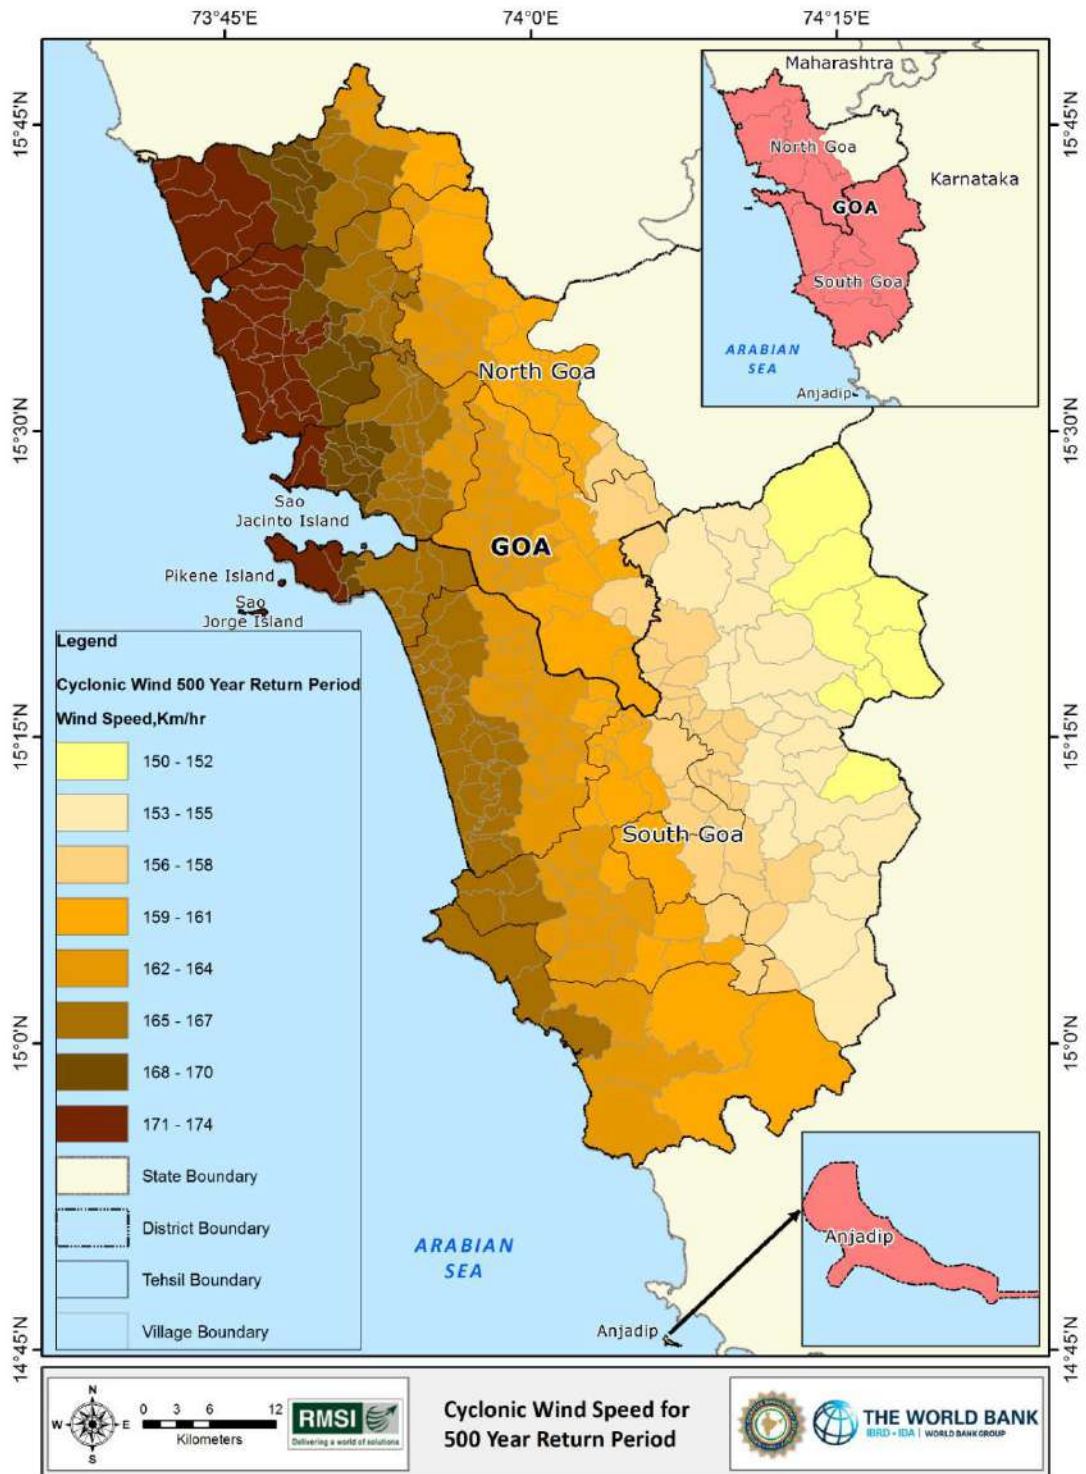 73°45'E
74°0'E
74°15'E
15°45'N
15°45'N
Maharashtra
North Goa
Karnataka
GOA
South Goa
ARABIAN
SEA
Anjadip
North Goa
15°30'N
15°30'N
Sao
Jacinto Island
GOA
Pikene Island
Sao
Jorge Island
Legend
Cyclonic Wind 500 Year Return Period
Wind Speed,Km/hr
150 - 152
153 - 155
156 - 158
159 - 161
162 - 164
165 - 167
168 - 170
171 - 174
State Boundary
District Boundary
Tehsil Boundary
Village Boundary
15°15'N
15°15'N
South Goa
15°0'N
15°0'N
ARABIAN
SEA
Anjadip
Anjadip
14°45'N
14°45'N
N
W E
S
0 3 6 12
Kilometers
RMSI
Delivering a world of solutions
Cyclonic Wind Speed for
500 Year Return Period
THE WORLD BANK
IBRD • IDA | WORLD BANK GROUP